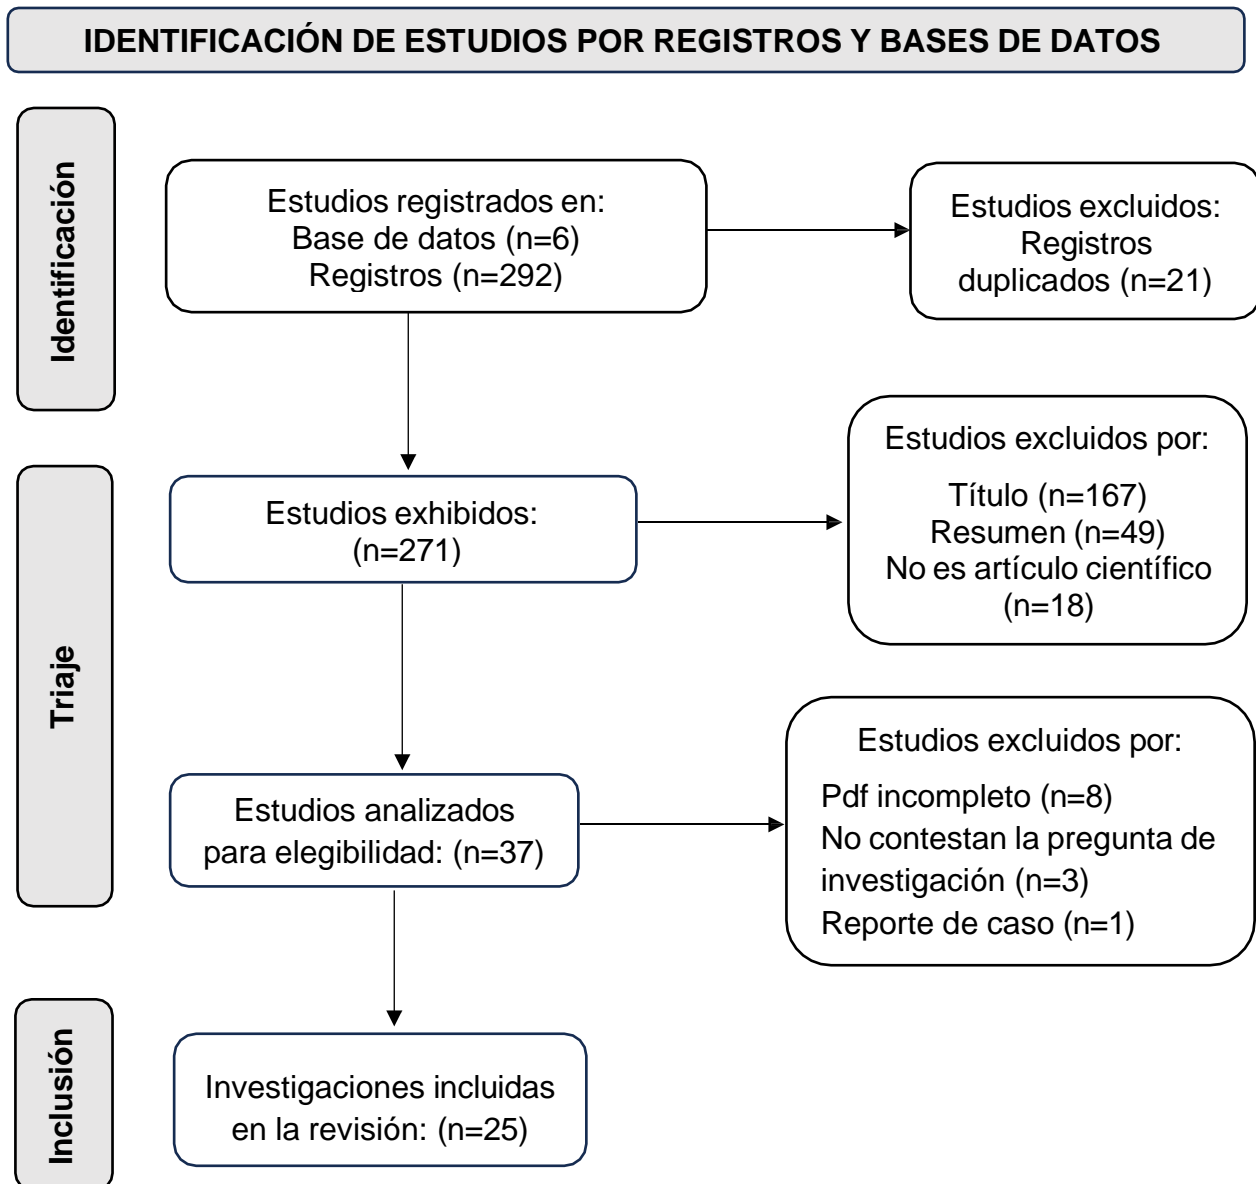 IDENTIFICACIÓN DE ESTUDIOS POR REGISTROS Y BASES DE DATOS
Identificación
Estudios registrados en:
Base de datos (n=6)
Registros (n=292)
Estudios excluidos:
Registros
duplicados (n=21)
Triaje
Estudios exhibidos:
(n=271)
Estudios excluidos por:
Título (n=167)
Resumen (n=49)
No es artículo científico
(n=18)
Estudios analizados
para elegibilidad: (n=37)
Estudios excluidos por:
Pdf incompleto (n=8)
No contestan la pregunta de
investigación (n=3)
Reporte de caso (n=1)
Inclusión
Investigaciones incluidas
en la revisión: (n=25)